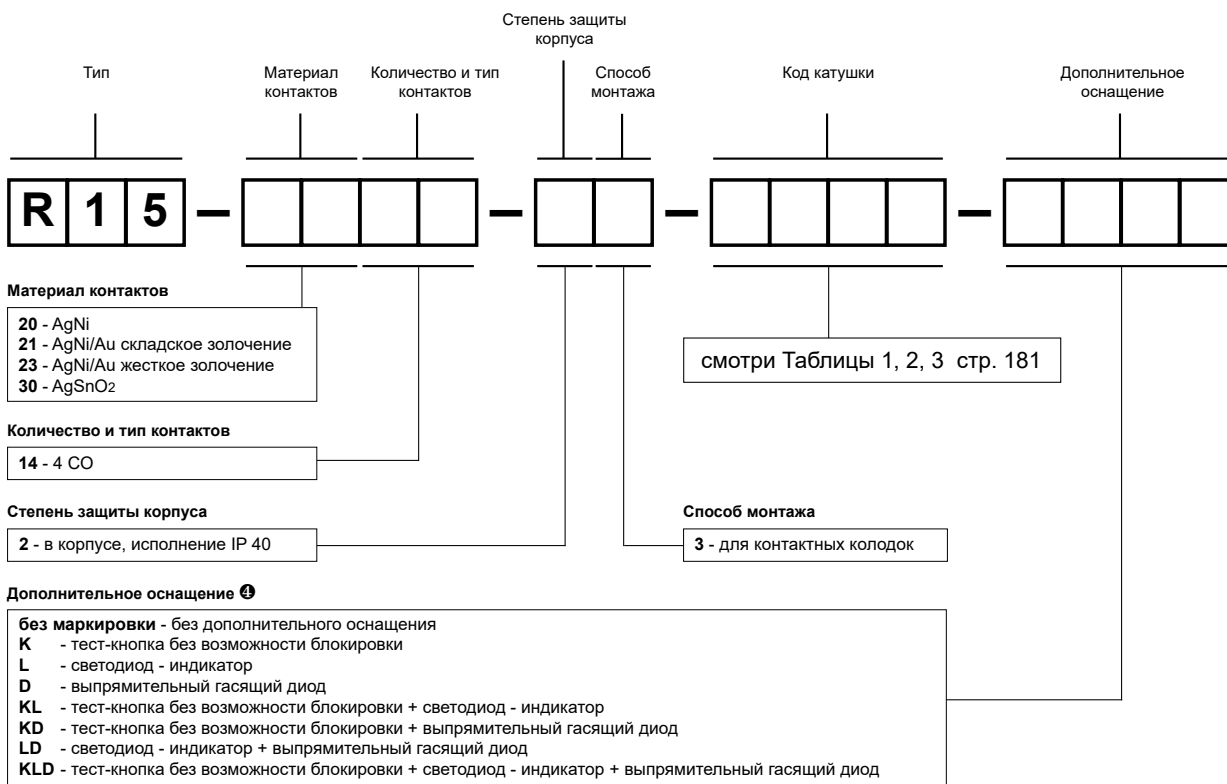 Степень защиты
корпуса
Тип
Материал
контактов
Количество и тип
контактов
Способ
монтажа
Код катушки
Дополнительное
оснащение
R 1 5 – – – –
Материал контактов
20 - AgNi
21 - AgNi/Au складское золочение
23 - AgNi/Au жесткое золочение
30 - AgSnO2
смотри Таблицы 1, 2, 3 стр. 181
Количество и тип контактов
14 - 4 CO
Степень защиты корпуса
2 - в корпусе, исполнение IP 40
Способ монтажа
3 - для контактных колодок
Дополнительное оснащение ❹
без маркировки - без дополнительного оснащения
K - тест-кнопка без возможности блокировки
L - светодиод - индикатор
D - выпрямительный гасящий диод
KL - тест-кнопка без возможности блокировки + светодиод - индикатор
KD - тест-кнопка без возможности блокировки + выпрямительный гасящий диод
LD - светодиод - индикатор + выпрямительный гасящий диод
KLD - тест-кнопка без возможности блокировки + светодиод - индикатор + выпрямительный гасящий диод